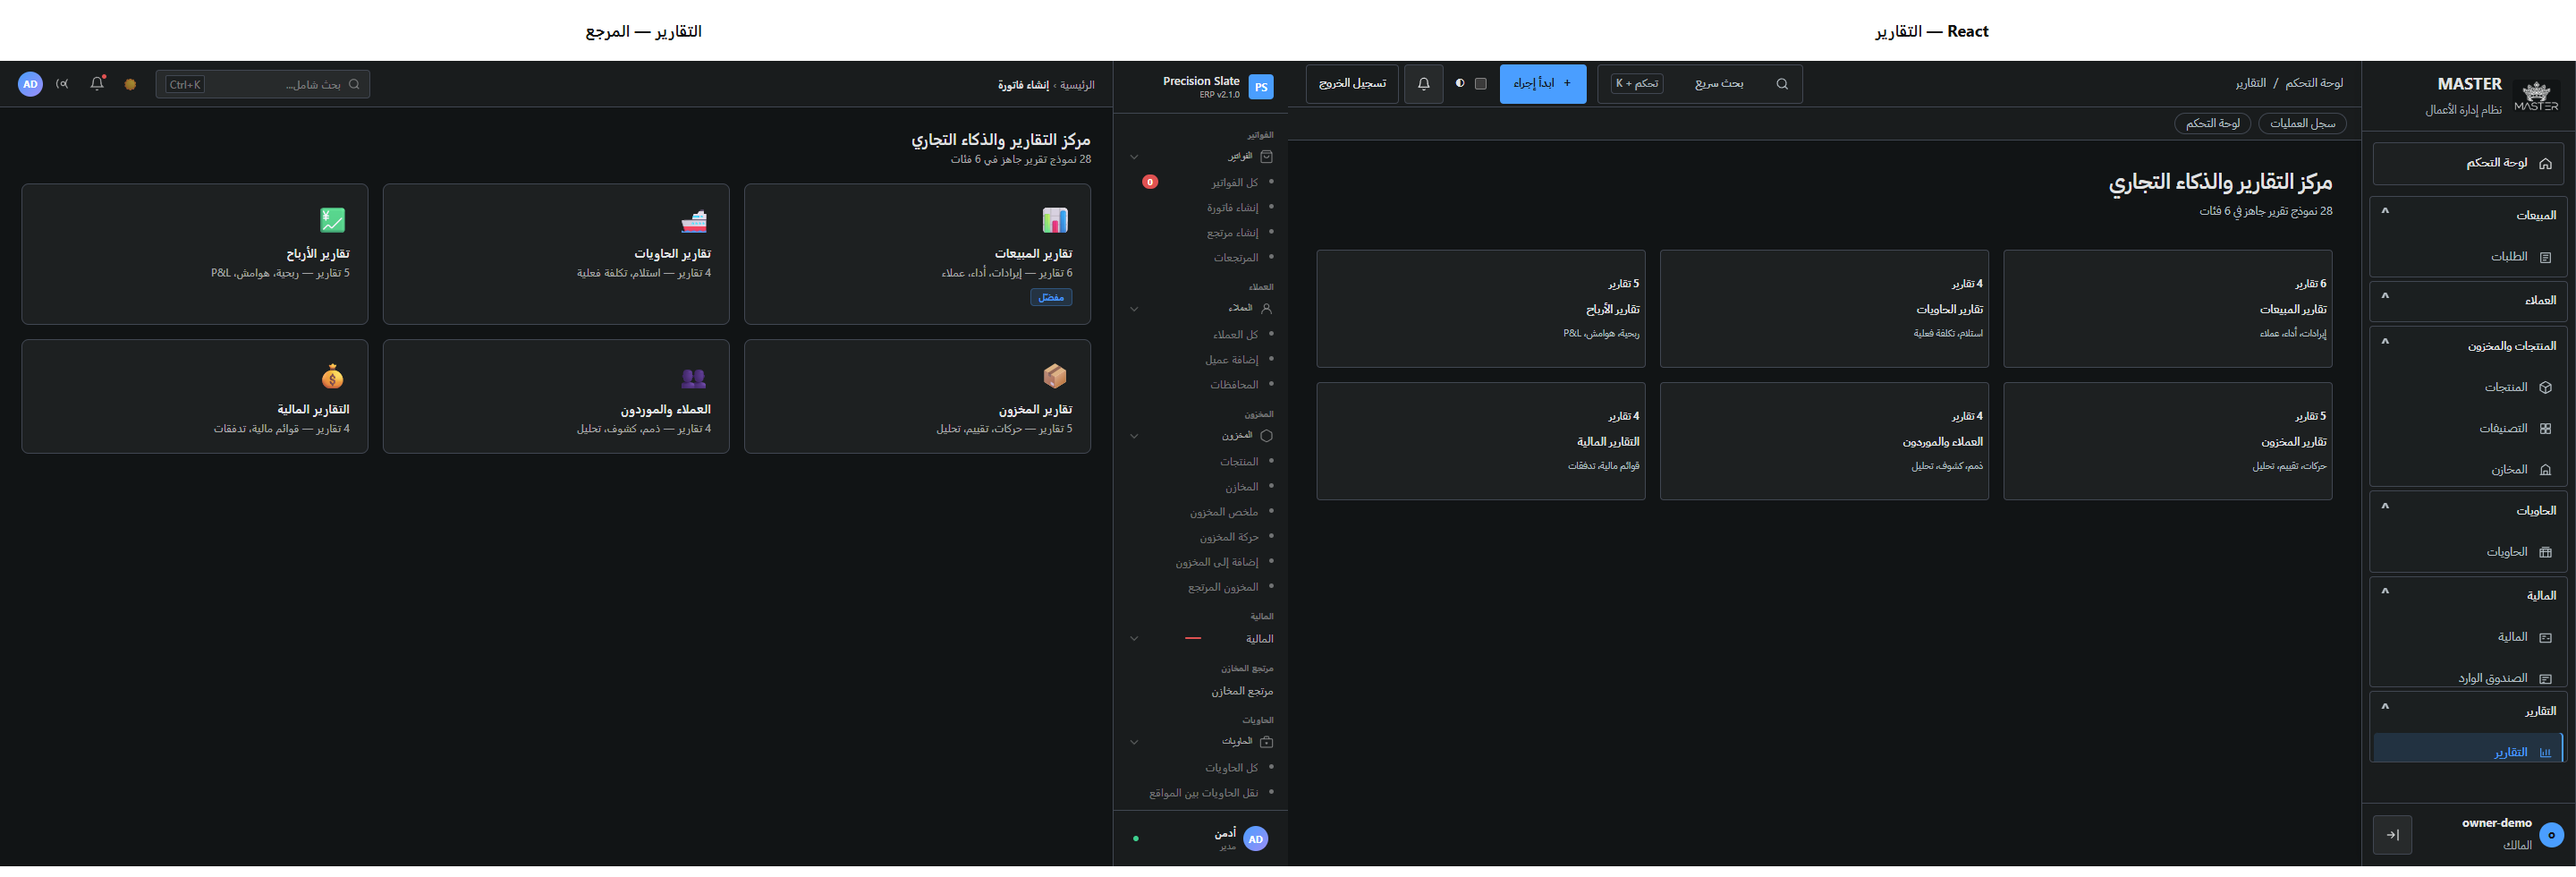 React — التقارير
MASTER
MASTER
نظام إدارة الأعمال
لوحة التحكم
المبيعات
الطلبات
العملاء
المنتجات والمخزون
المنتجات
التصنيفات
المخازن
الحاويات
الحاويات
المالية
المالية
الصندوق الوارد
التقارير
التقارير
owner-demo
المالك
لوحة التحكم / التقارير
بحث سريع
تحكم + K
+ ابدأ إجراء
تسجيل الخروج
سجل العمليات
لوحة التحكم
مركز التقارير والذكاء التجاري
28 نموذج تقرير جاهز في 6 فئات
6 تقارير
تقارير المبيعات
إيرادات، أداء، عملاء
4 تقارير
تقارير الحاويات
استلام، تكلفة فعلية
5 تقارير
تقارير الأرباح
ربحية، هوامش، P&L
5 تقارير
تقارير المخزون
حركات، تقييم، تحليل
4 تقارير
العملاء والموردون
ذمم، كشوف، تحليل
4 تقارير
التقارير المالية
قوائم مالية، تدفقات
التقارير — المرجع
PS
Precision Slate
ERP v2.1.0
الفواتير
الفواتير
كل الفواتير
0
إنشاء فاتورة
إنشاء مرتجع
المرتجعات
العملاء
العملاء
كل العملاء
إضافة عميل
المحافظات
المخزون
المخزون
المنتجات
المخازن
ملخص المخزون
حركة المخزون
إضافة إلى المخزون
المخزون المرتجع
المالية
المالية
مرتجع المخازن
مرتجع المخازن
الحاويات
الحاويات
كل الحاويات
نقل الحاويات بين المواقع
AD
أدمن
مدير
الرئيسية › إنشاء فاتورة
بحث شامل...
Ctrl+K
AD
مركز التقارير والذكاء التجاري
28 نموذج تقرير جاهز في 6 فئات
تقارير المبيعات
6 تقارير — إيرادات، أداء، عملاء
مفضل
تقارير الحاويات
4 تقارير — استلام، تكلفة فعلية
تقارير الأرباح
5 تقارير — ربحية، هوامش، P&L
تقارير المخزون
5 تقارير — حركات، تقييم، تحليل
العملاء والموردون
4 تقارير — ذمم، كشوف، تحليل
التقارير المالية
4 تقارير — قوائم مالية، تدفقات